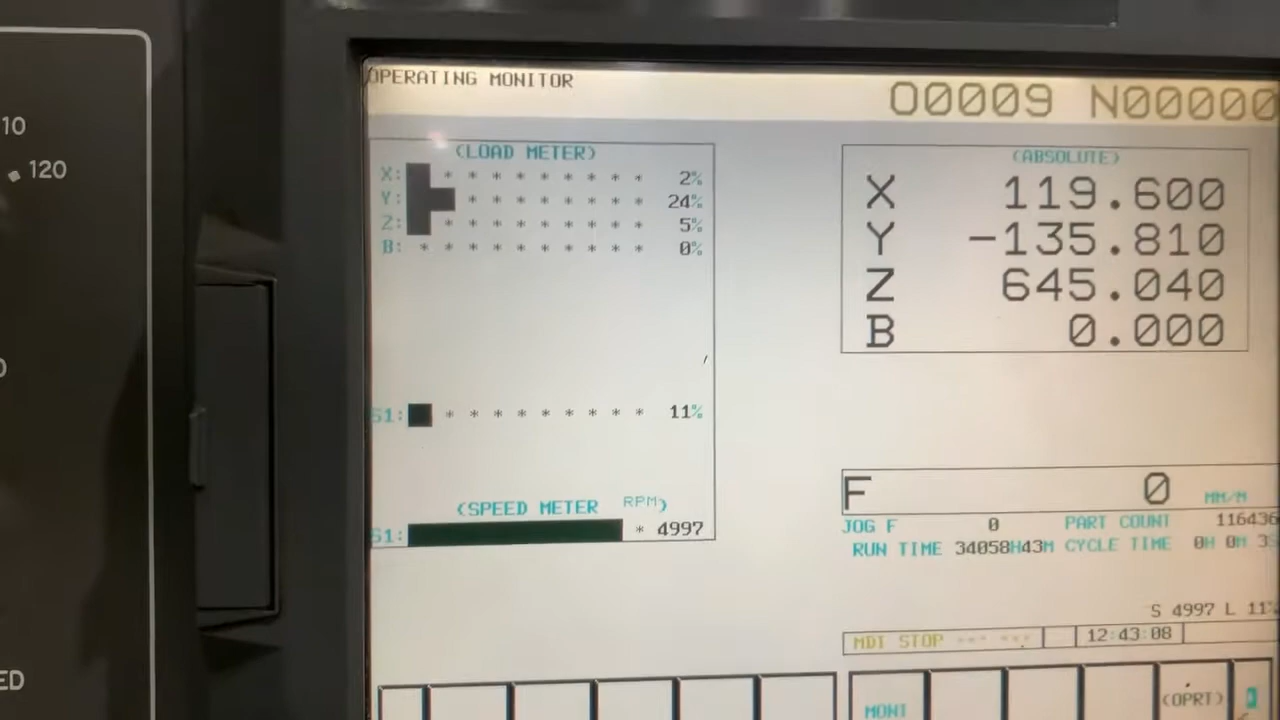 OPERATING MONITOR
O0009 N00000
10
120
(LOAD METER)
X: * * * * * * * * * 2%
Y: * * * * * * * * 24%
Z: * * * * * * * * * 5%
B: * * * * * * * * * * 0%
S1: * * * * * * * * * 11%
(SPEED METER RPM)
S1: * 4997
(ABSOLUTE)
X 119.600
Y -135.810
Z 645.040
B 0.000
F 0 MM/M
JOG F 0 PART COUNT 116436
RUN TIME 34058H43M CYCLE TIME 0H 0M 3S
S 4997 L 11%
MDI STOP --- ---
12:43:08
MONI
(OPRT)
ED